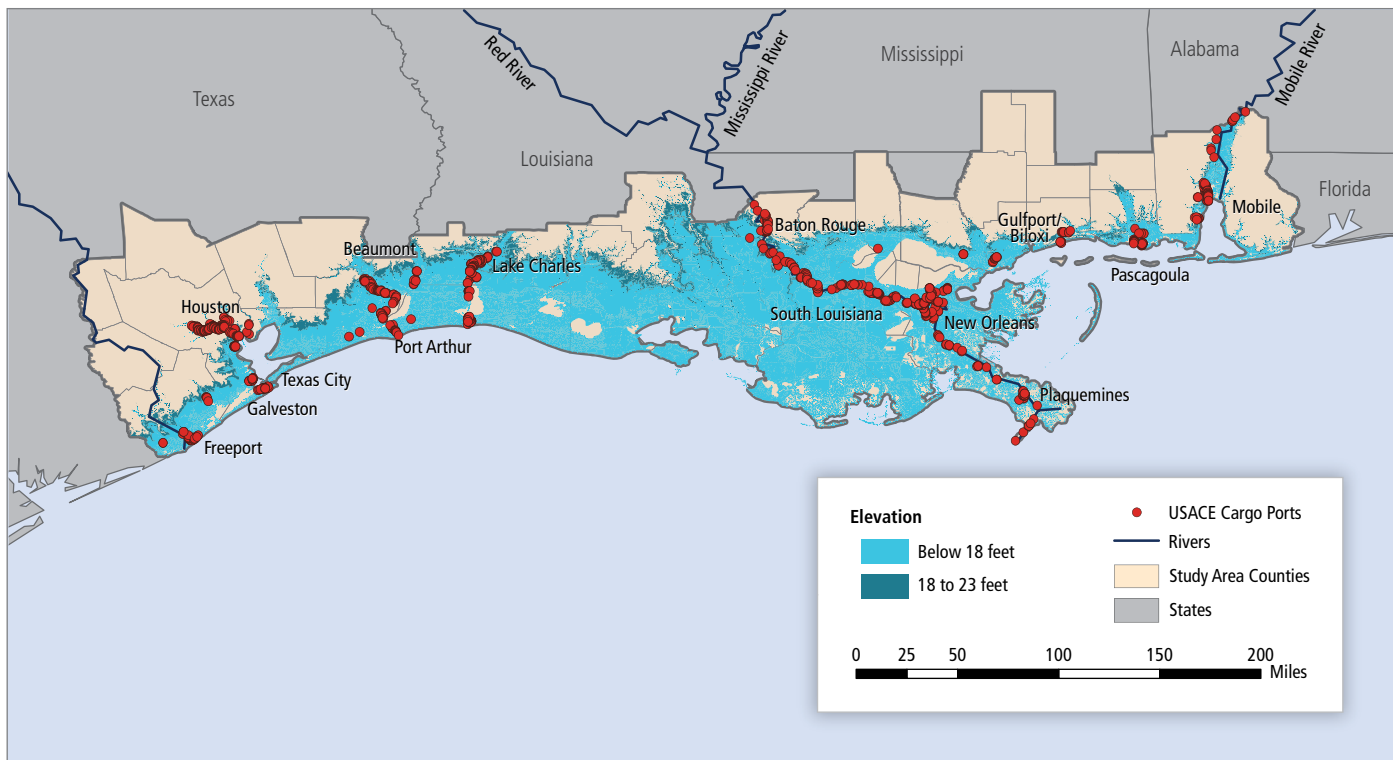 Texas
Red River
Mississippi River
Mississippi
Alabama
Mobile River
Louisiana
Florida
Beaumont
Lake Charles
Baton Rouge
Gulfport/
Biloxi
Mobile
Pascagoula
Houston
South Louisiana
New Orleans
Port Arthur
Texas City
Galveston
Plaquemines
Freeport
Elevation
Below 18 feet
18 to 23 feet
USACE Cargo Ports
Rivers
Study Area Counties
States
0 25 50 100 150 200
Miles